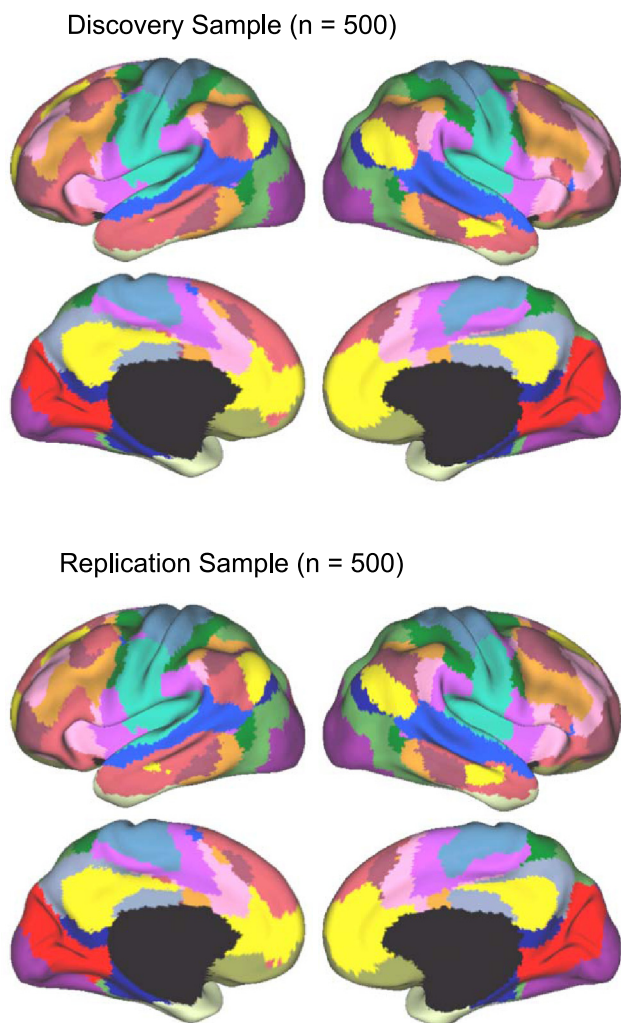 Discovery Sample (n = 500)
Replication Sample (n = 500)